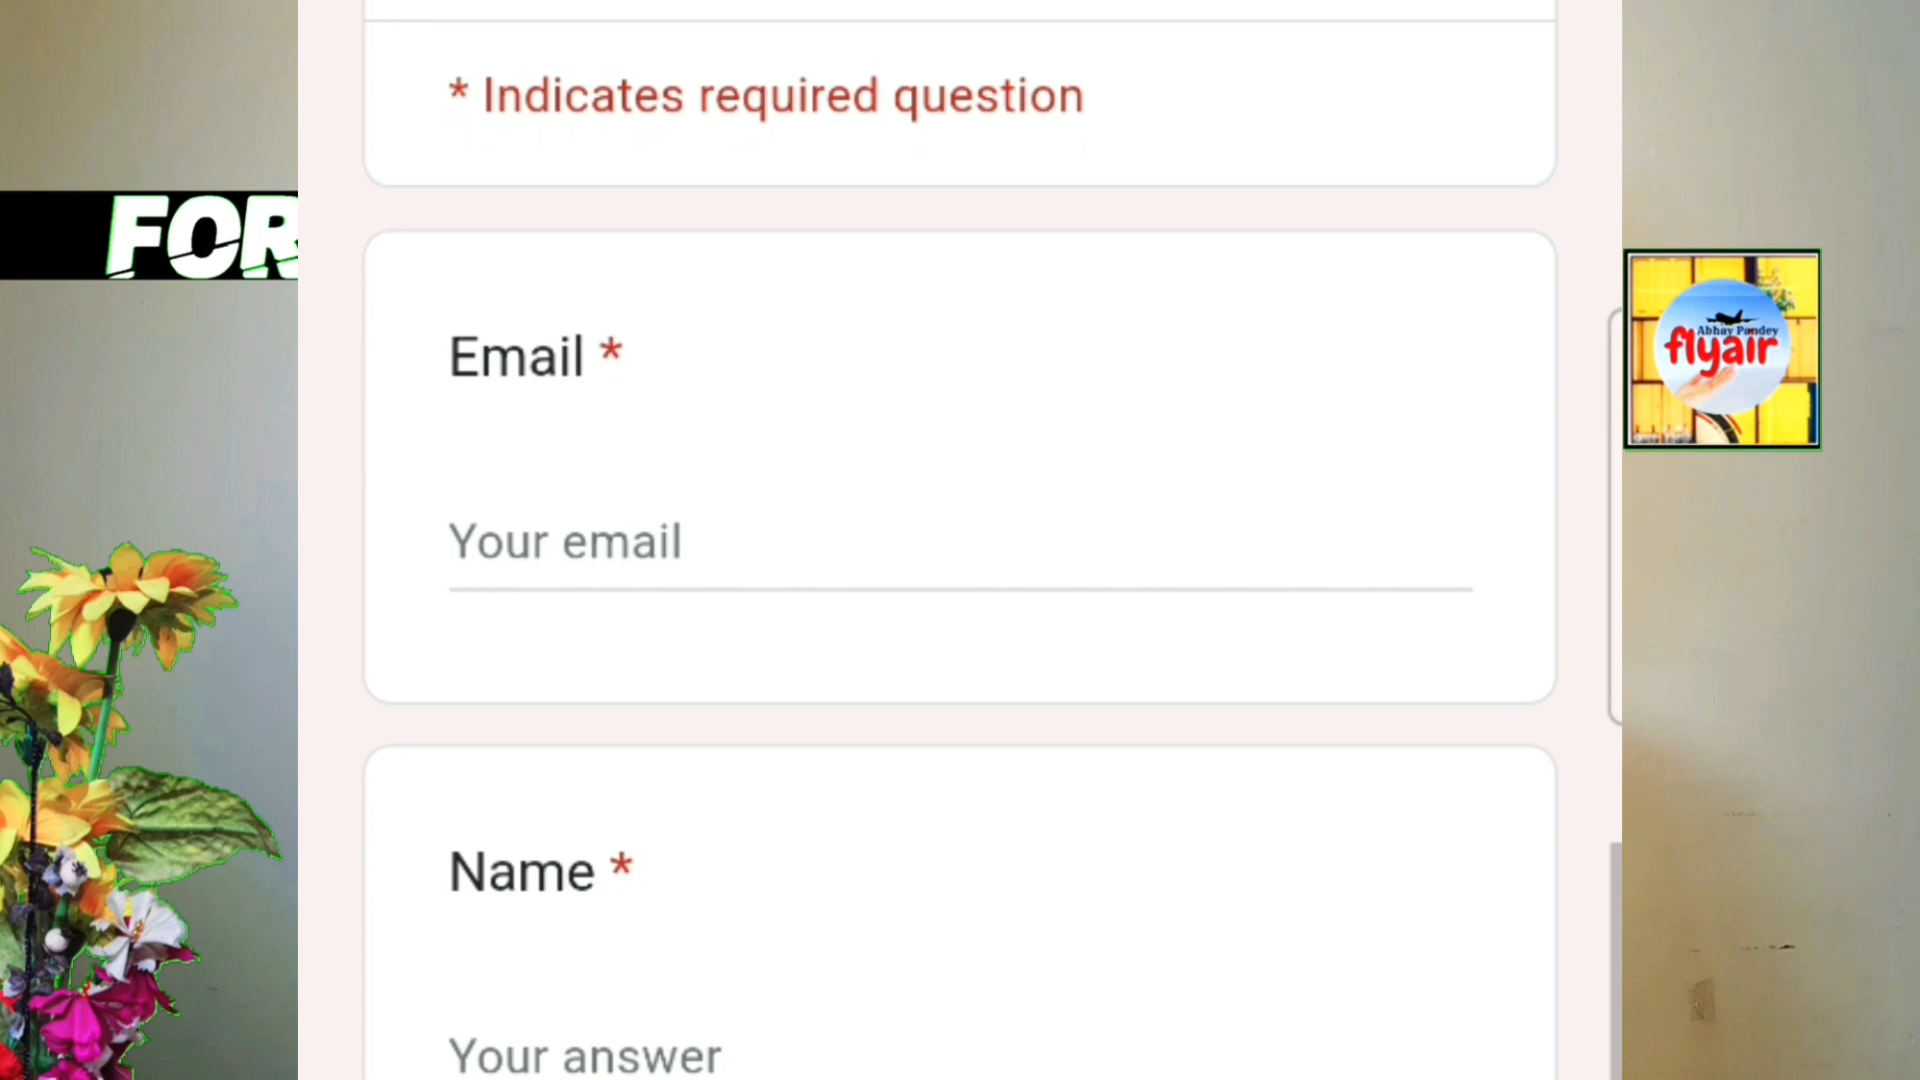 * Indicates required question
FOR
Email *
Abhay Pandey
flyair
Your email
Name *
Your answer